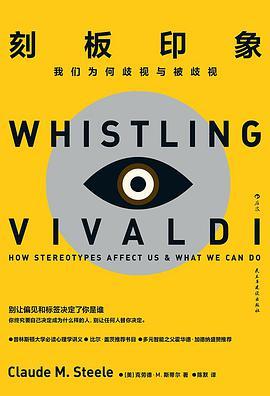 刻板印象
我们为何歧视与被歧视
WHISTLING
VIVALDI
HOW STEREOTYPES AFFECT US & WHAT WE CAN DO
后浪
民主与建设出版社
别让偏见和标签决定了你是谁
你终究要自己决定成为什么样的人，别让任何人替你决定。
●普林斯顿大学必读心理学讲义 ●比尔·盖茨推荐书目 ●多元智能之父霍华德·加德纳盛赞推荐
Claude M. Steele [美]克劳德·M.斯蒂尔 著 陈默 译